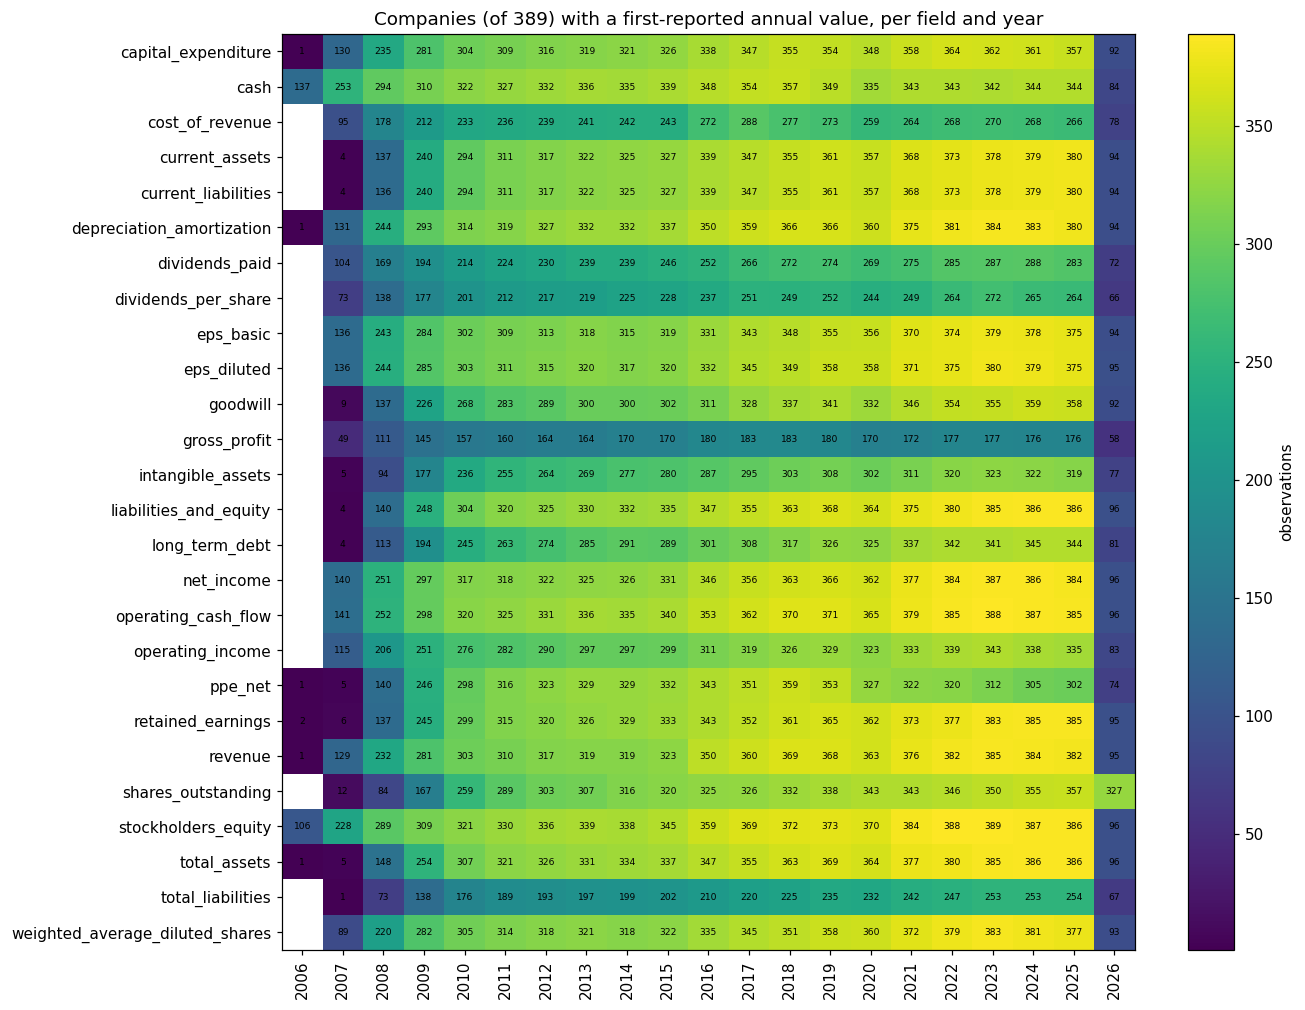 Companies (of 389) with a first-reported annual value, per field and year
capital_expenditure 1 130 235 281 304 309 316 319 321 326 338 347 355 354 348 358 364 362 361 357 92
cash 137 253 294 310 322 327 332 336 335 339 348 354 357 349 335 343 343 342 344 344 84
cost_of_revenue 95 178 212 233 236 239 241 242 243 272 288 277 273 259 264 268 270 268 266 78
current_assets 4 137 240 294 311 317 322 325 327 339 347 355 361 357 368 373 378 379 380 94
current_liabilities 4 136 240 294 311 317 322 325 327 339 347 355 361 357 368 373 378 379 380 94
depreciation_amortization 1 131 244 293 314 319 327 332 332 337 350 359 366 366 360 375 381 384 383 380 94
dividends_paid 104 169 194 214 224 230 239 239 246 252 266 272 274 269 275 285 287 288 283 72
dividends_per_share 73 138 177 201 212 217 219 225 228 237 251 249 252 244 249 264 272 265 264 66
eps_basic 136 243 284 302 309 313 318 315 319 331 343 348 355 356 370 374 379 378 375 94
eps_diluted 136 244 285 303 311 315 320 317 320 332 345 349 358 358 371 375 380 379 375 95
goodwill 9 137 226 268 283 289 300 300 302 311 328 337 341 332 346 354 355 359 358 92
gross_profit 49 111 145 157 160 164 164 170 170 180 183 183 180 170 172 177 177 176 176 58
intangible_assets 5 94 177 236 255 264 269 277 280 287 295 303 308 302 311 320 323 322 319 77
liabilities_and_equity 4 140 248 304 320 325 330 332 335 347 355 363 368 364 375 380 385 386 386 96
long_term_debt 4 113 194 245 263 274 285 291 289 301 308 317 326 325 337 342 341 345 344 81
net_income 140 251 297 317 318 322 325 326 331 346 356 363 366 362 377 384 387 386 384 96
operating_cash_flow 141 252 298 320 325 331 336 335 340 353 362 370 371 365 379 385 388 387 385 96
operating_income 115 206 251 276 282 290 297 297 299 311 319 326 329 323 333 339 343 338 335 83
ppe_net 1 5 140 246 298 316 323 329 329 332 343 351 359 353 327 322 320 312 305 302 74
retained_earnings 2 6 137 245 299 315 320 326 329 333 343 352 361 365 362 373 377 383 385 385 95
revenue 1 129 232 281 303 310 317 319 319 323 350 360 369 368 363 376 382 385 384 382 95
shares_outstanding 12 84 167 259 289 303 307 316 320 325 326 332 338 343 343 346 350 355 357 327
stockholders_equity 106 228 289 309 321 330 336 339 338 345 359 369 372 373 370 384 388 389 387 386 96
total_assets 1 5 148 254 307 321 326 331 334 337 347 355 363 369 364 377 380 385 386 386 96
total_liabilities 1 73 138 176 189 193 197 199 202 210 220 225 235 232 242 247 253 253 254 67
weighted_average_diluted_shares 89 220 282 305 314 318 321 318 322 335 345 351 358 360 372 379 383 381 377 93
2006 2007 2008 2009 2010 2011 2012 2013 2014 2015 2016 2017 2018 2019 2020 2021 2022 2023 2024 2025 2026
350
300
250
200
150
100
50
observations